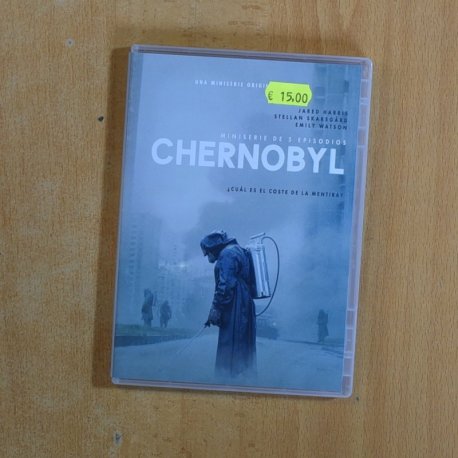 UNA MINISERIE ORIGI
€ 15,00
JARED HARRIS
STELLAN SKARSGÅRD
EMILY WATSON
MINISERIE DE 5 EPISODIOS
CHERNOBYL
¿CUÁL ES EL COSTE DE LA MENTIRA?